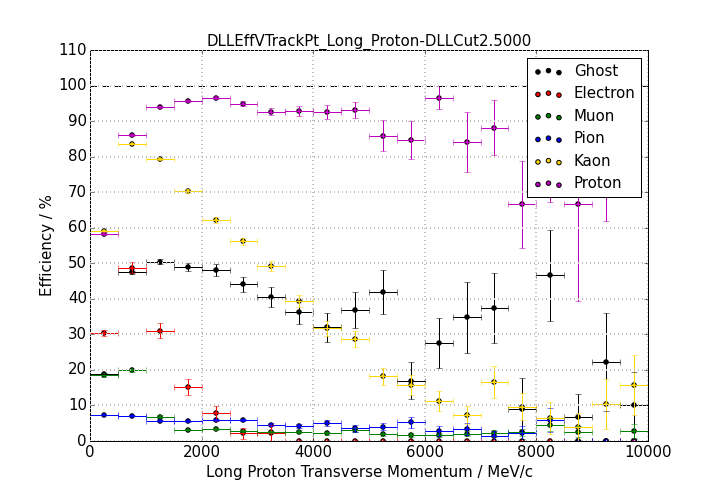 DLLEffVTrackPt_Long_Proton-DLLCut2.5000
110
100
90
80
70
60
50
40
30
20
10
0
Efficiency / %
Ghost
Electron
Muon
Pion
Kaon
Proton
0 2000 4000 6000 8000 10000
Long Proton Transverse Momentum / MeV/c